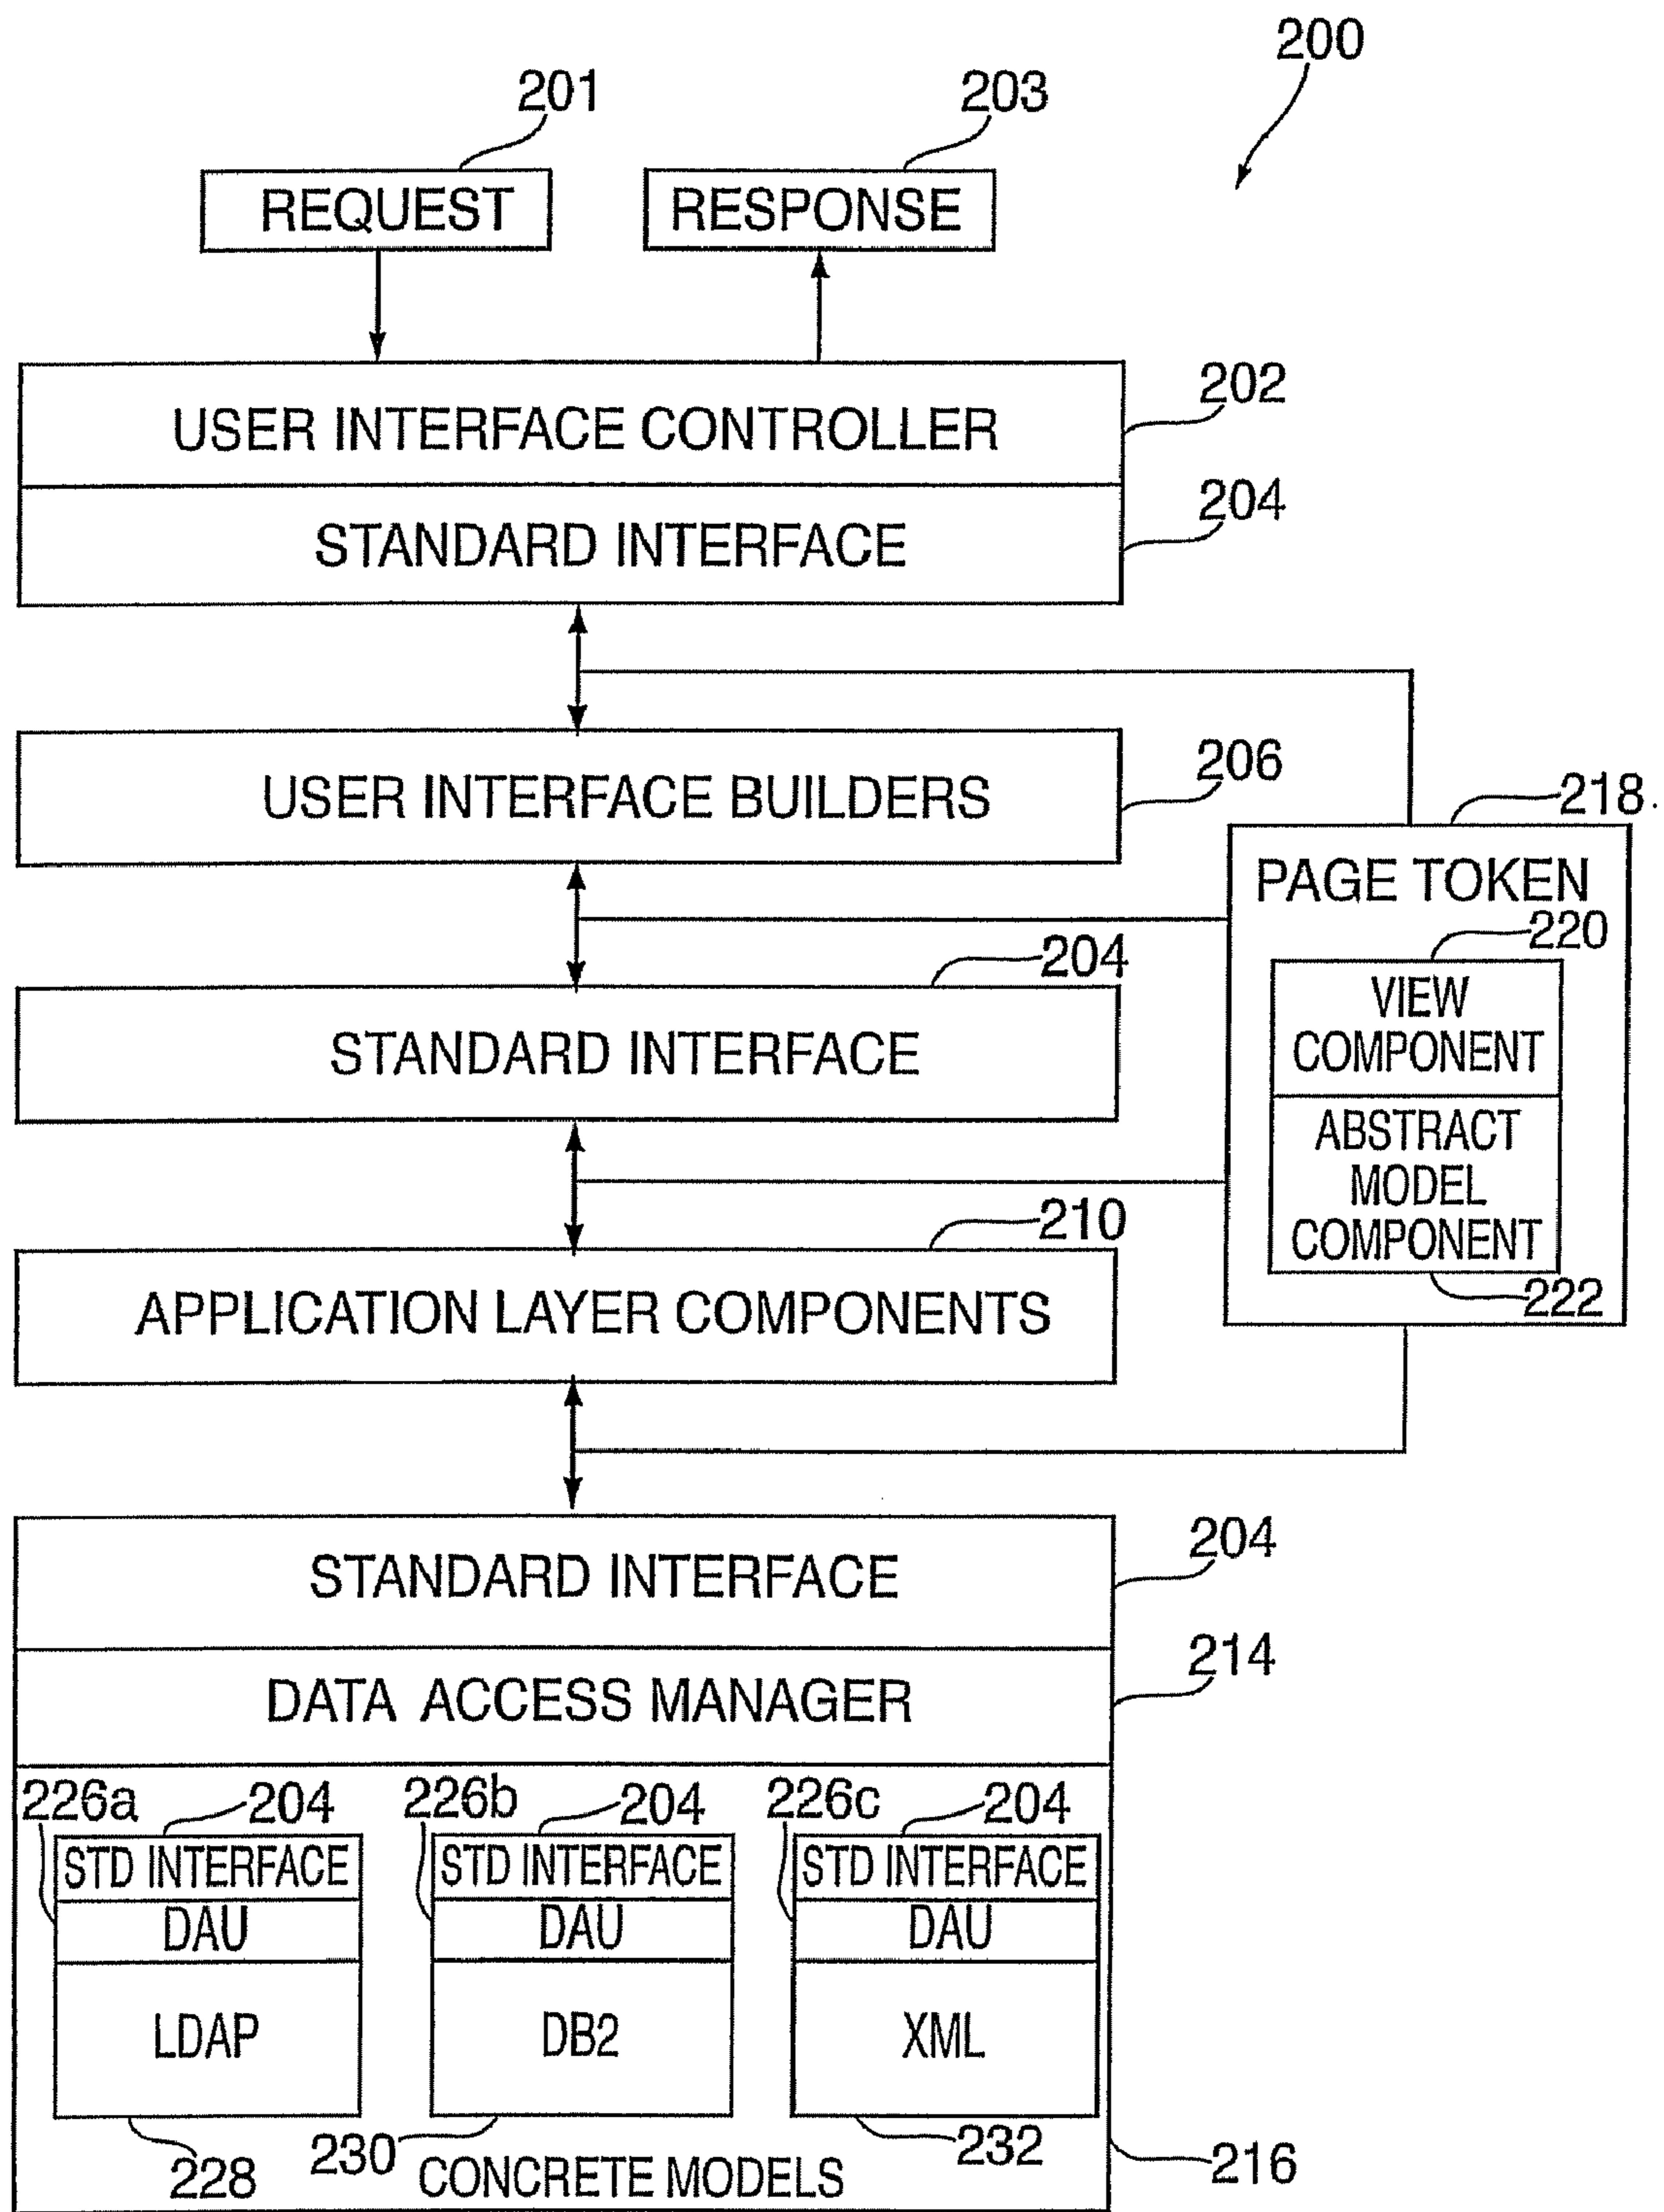 200
201
203
REQUEST
RESPONSE
202
USER INTERFACE CONTROLLER
204
STANDARD INTERFACE
206
USER INTERFACE BUILDERS
218
PAGE TOKEN
220
VIEW
COMPONENT
ABSTRACT
MODEL
COMPONENT
222
204
STANDARD INTERFACE
210
APPLICATION LAYER COMPONENTS
204
STANDARD INTERFACE
214
DATA ACCESS MANAGER
226a 204 226b 204 226c 204
STD INTERFACE STD INTERFACE STD INTERFACE
DAU DAU DAU
LDAP DB2 XML
228 230 232
CONCRETE MODELS
216